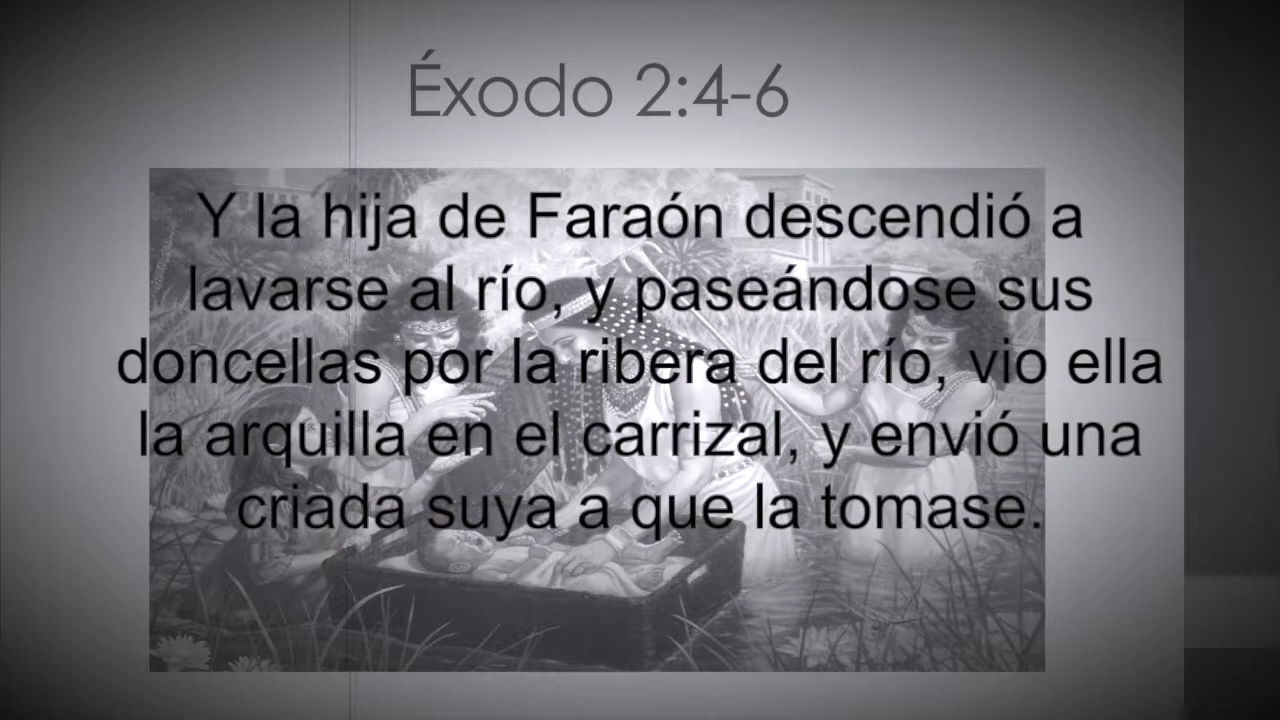 Éxodo 2:4-6
Y la hija de Faraón descendió a
lavarse al río, y paseándose sus
doncellas por la ribera del río, vio ella
la arquilla en el carrizal, y envió una
criada suya a que la tomase.